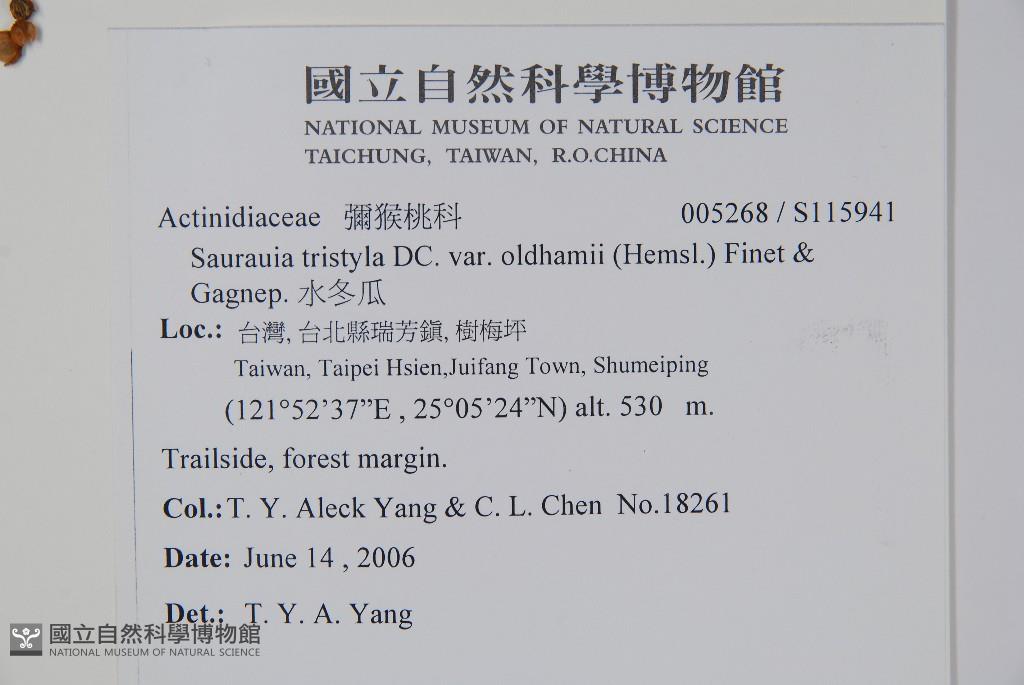 國立自然科學博物館
NATIONAL MUSEUM OF NATURAL SCIENCE
TAICHUNG, TAIWAN, R.O.CHINA
Actinidiaceae 彌猴桃科 005268 / S115941
Saurauia tristyla DC. var. oldhamii (Hemsl.) Finet &
Gagnep. 水冬瓜
Loc.: 台灣, 台北縣瑞芳鎮, 樹梅坪
Taiwan, Taipei Hsien,Juifang Town, Shumeiping
(121°52’37”E , 25°05’24”N) alt. 530 m.
Trailside, forest margin.
Col.: T. Y. Aleck Yang & C. L. Chen No.18261
Date: June 14 , 2006
Det.: T. Y. A. Yang
國立自然科學博物館
NATIONAL MUSEUM OF NATURAL SCIENCE